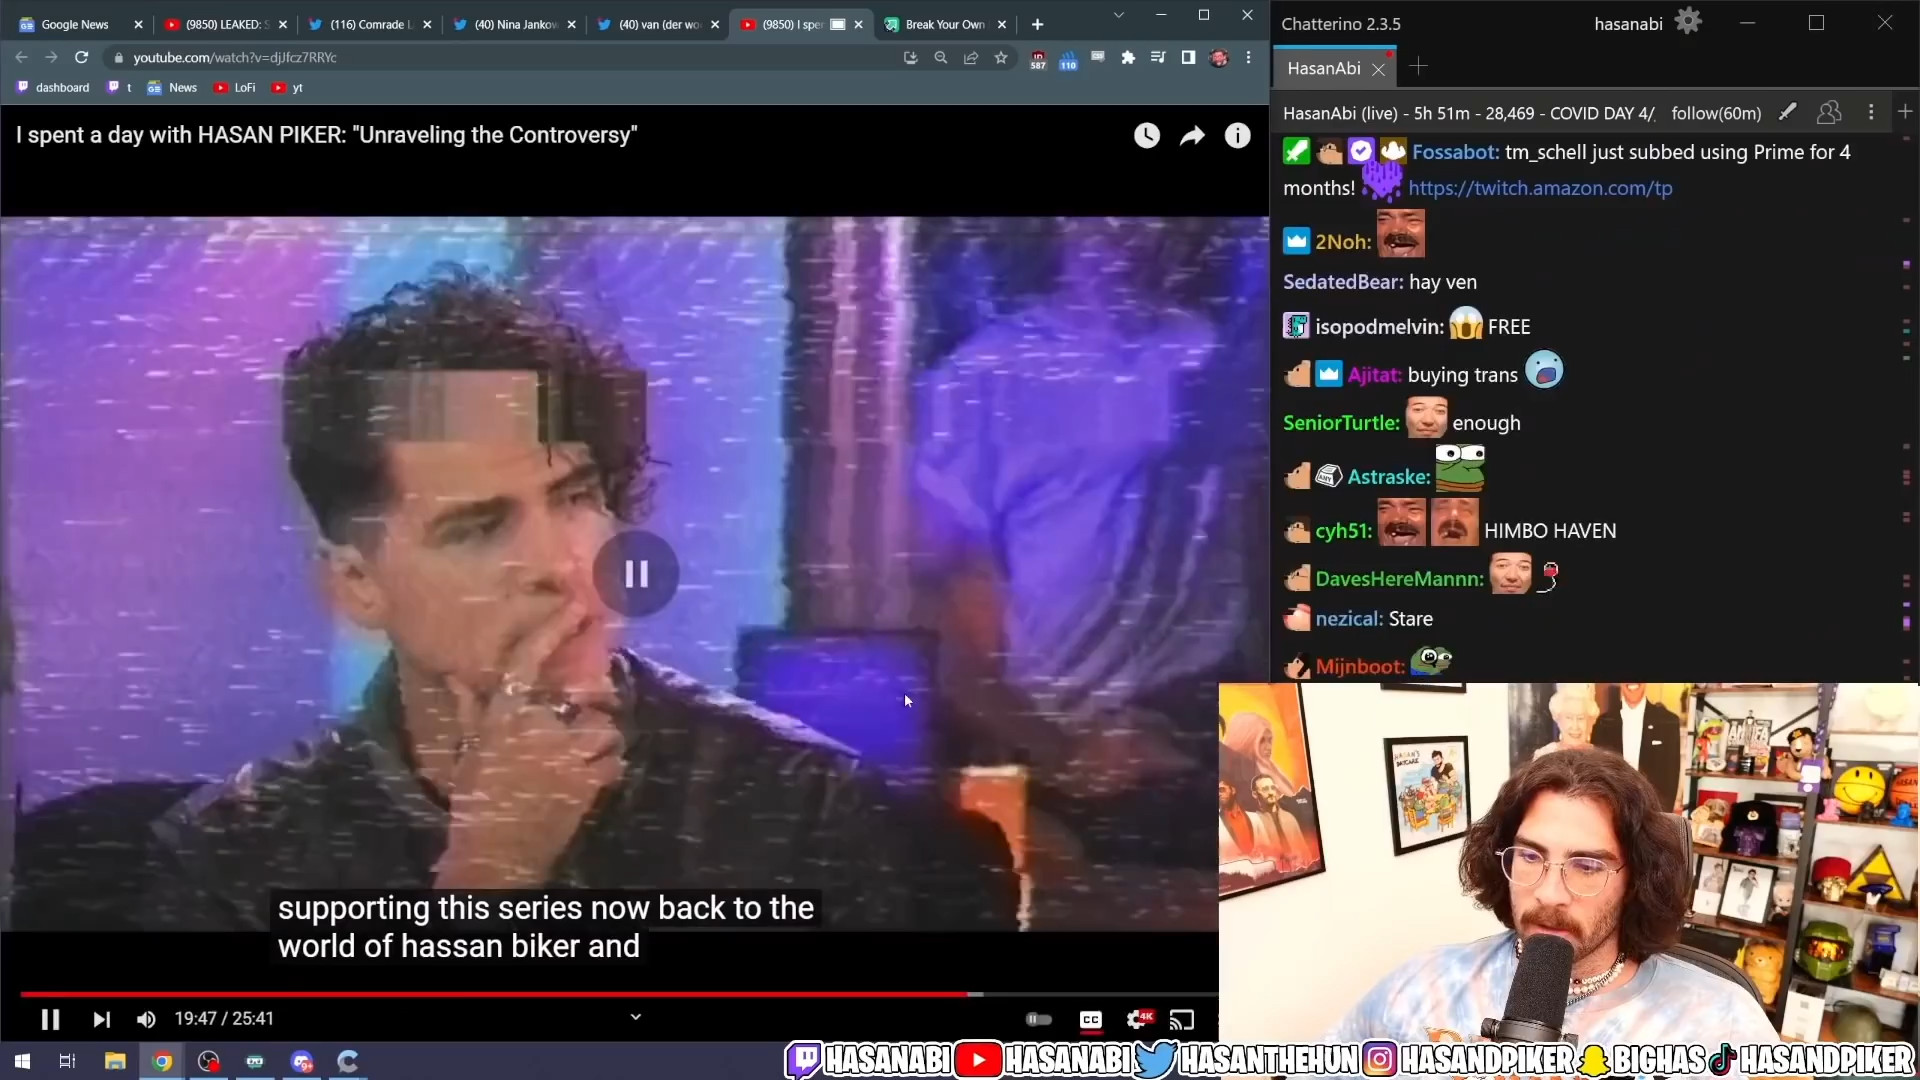 Google News
(9850) LEAKED: S
(116) Comrade L
(40) Nina Jankow
(40) van (der wo
(9850) I spe
Break Your Own
youtube.com/watch?v=djJfcz7RRYc
587
110
dashboard
t
News
LoFi
yt
I spent a day with HASAN PIKER: "Unraveling the Controversy"
supporting this series now back to the
world of hassan biker and
19:47 / 25:41
CC
4K
Chatterino 2.3.5
hasanabi
HasanAbi
HasanAbi (live) - 5h 51m - 28,469 - COVID DAY 4/
follow(60m)
Fossabot: tm_schell just subbed using Prime for 4
months! https://twitch.amazon.com/tp
2Noh:
SedatedBear: hay ven
isopodmelvin: FREE
Ajitat: buying trans
SeniorTurtle: enough
Astraske:
cyh51: HIMBO HAVEN
DavesHereMannn:
nezical: Stare
Mijnboot:
HASANABI HASANABI HASANTHEHUN HASANDPIKER BIGHAS HASANDPIKER